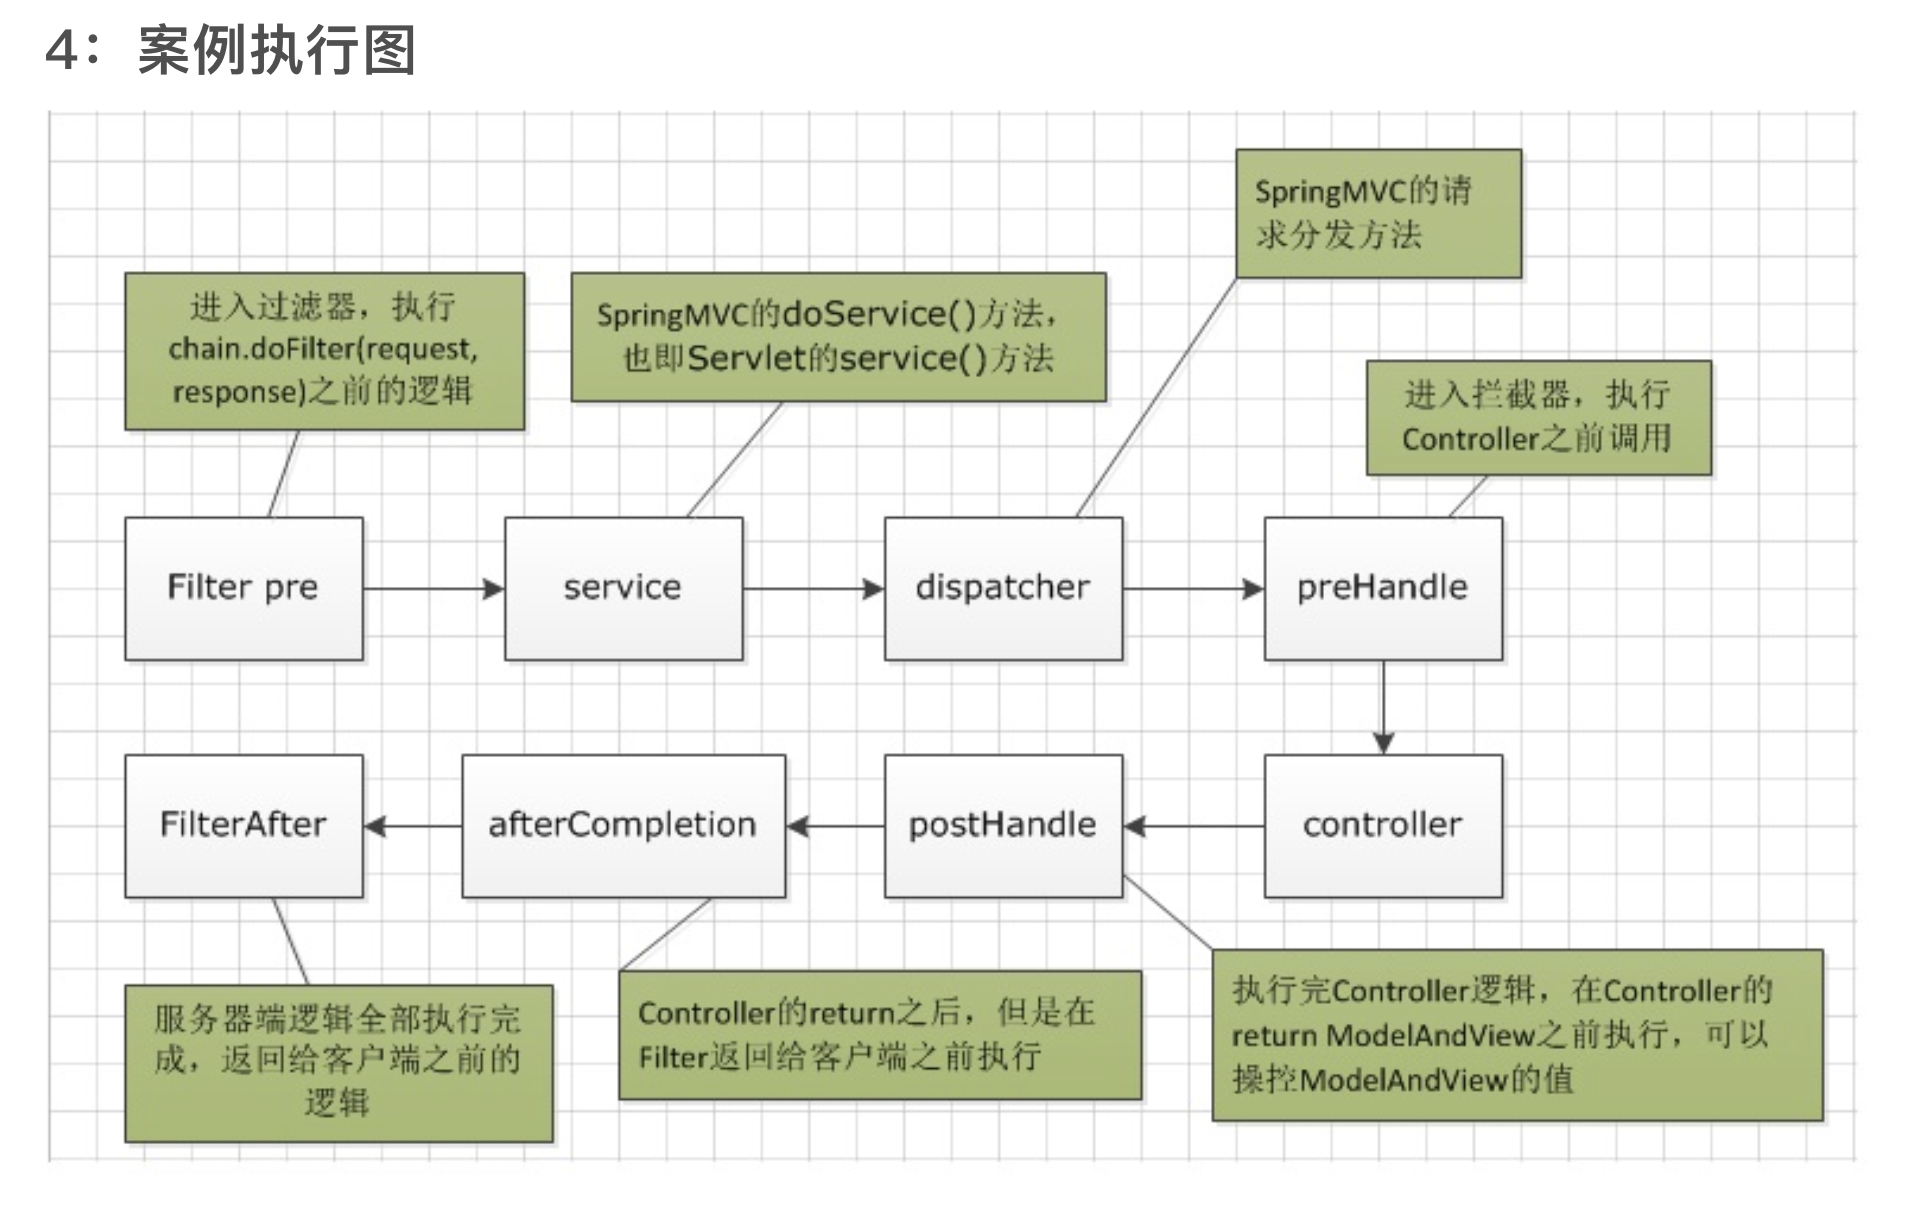 4：案例执行图
SpringMVC的请
求分发方法
进入过滤器，执行
chain.doFilter(request,
response)之前的逻辑
SpringMVC的doService()方法，
也即Servlet的service()方法
进入拦截器，执行
Controller之前调用
Filter pre
service
dispatcher
preHandle
FilterAfter
afterCompletion
postHandle
controller
服务器端逻辑全部执行完
成，返回给客户端之前的
逻辑
Controller的return之后，但是在
Filter返回给客户端之前执行
执行完Controller逻辑，在Controller的
return ModelAndView之前执行，可以
操控ModelAndView的值